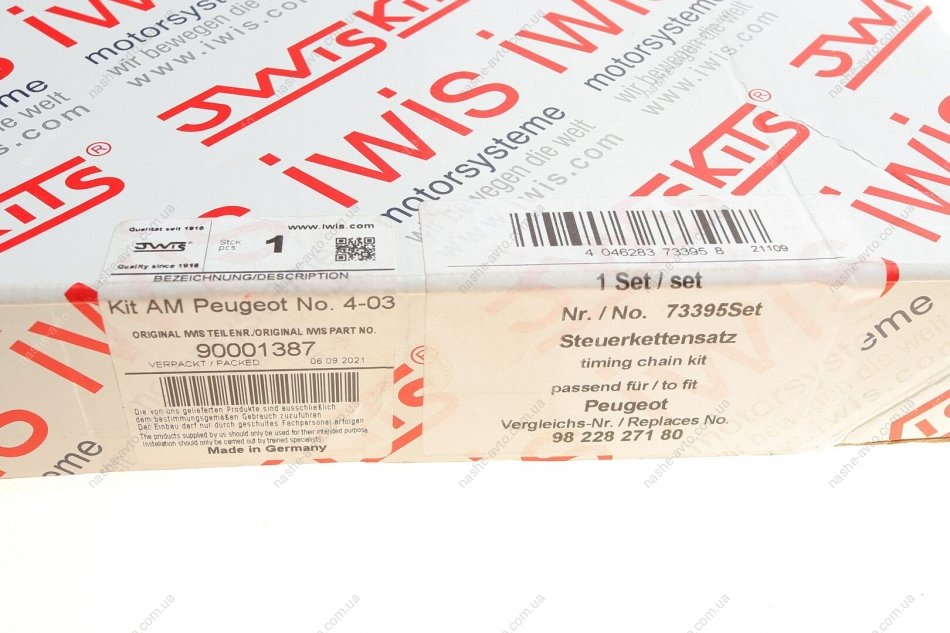 JWIS KITS®
iwis
motorsysteme
wir bewegen die welt
www.iwis.com
Qualität seit 1916
JWIS
Quality since 1916
Stck
pcs
1
www.iwis.com
BEZEICHNUNG/DESCRIPTION
Kit AM Peugeot No. 4-03
ORIGINAL IWIS TEILENR./ORIGINAL IWIS PART NO.
90001387
VERPACKT / PACKED 06.09.2021
Die von uns gelieferten Produkte sind ausschließlich
dem bestimmungsgemäßen Gebrauch zuzuführen
Der Einbau darf nur durch geschultes Fachpersonal erfolgen
The products supplied by us should only be used for their intended purpose
Installation should only be carried out by trained specialists
Made in Germany
4 046283 73395 8
21109
1 Set / set
Nr. / No. 73395Set
Steuerkettensatz
timing chain kit
passend für / to fit
Peugeot
Vergleichs-Nr. / Replaces No.
98 228 271 80
nashe-avto.com.ua